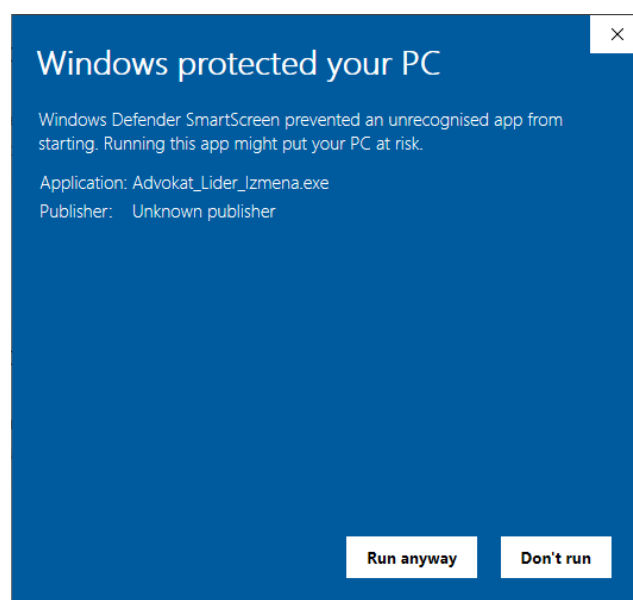 Windows protected your PC
Windows Defender SmartScreen prevented an unrecognised app from
starting. Running this app might put your PC at risk.
Application: Advokat_Lider_Izmena.exe
Publisher: Unknown publisher
Run anyway Don't run